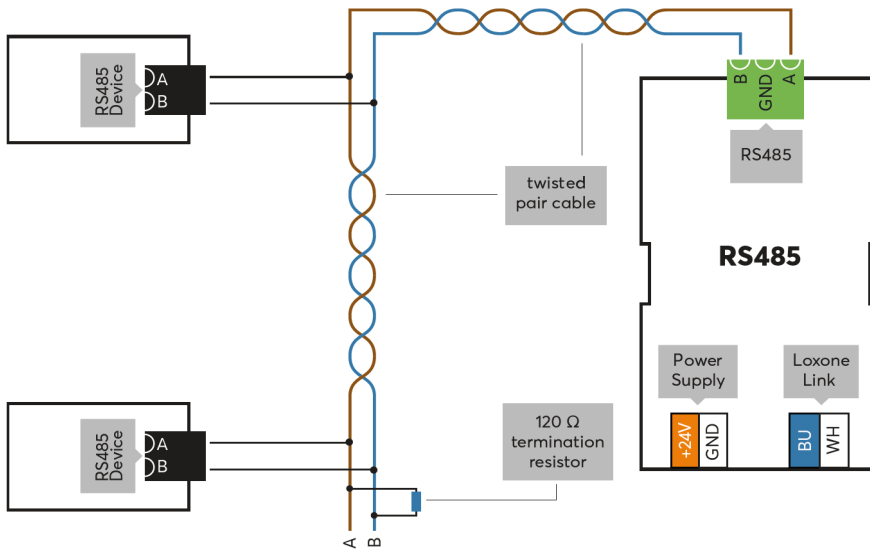 RS485
Device
A
B
B
GND
A
RS485
twisted
pair cable
RS485
Power
Supply
Loxone
Link
+24V
GND
BU
WH
120 Ω
termination
resistor
RS485
Device
A
B
A
B